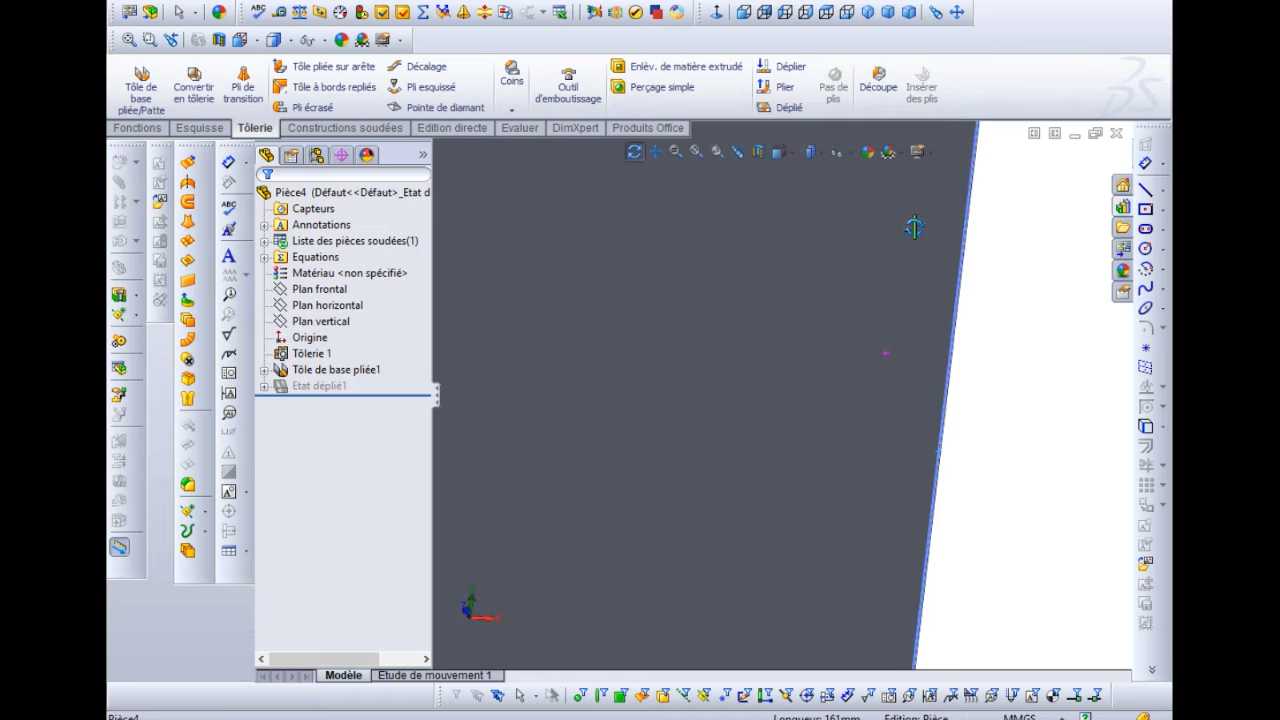 Tôle de base pliée/Patte
Convertir en tôlerie
Pli de transition
Tôle pliée sur arête
Tôle à bords repliés
Pli écrasé
Décalage
Pli esquissé
Pointe de diamant
Coins
Outil d'emboutissage
Enlèv. de matière extrudé
Perçage simple
Déplier
Plier
Déplié
Pas de plis
Découpe
Insérer des plis
Fonctions
Esquisse
Tôlerie
Constructions soudées
Edition directe
Evaluer
DimXpert
Produits Office
Pièce4 (Défaut<<Défaut>_Etat d
Capteurs
Annotations
Liste des pièces soudées(1)
Equations
Matériau <non spécifié>
Plan frontal
Plan horizontal
Plan vertical
Origine
Tôlerie 1
Tôle de base pliée1
Etat déplié1
Modèle
Etude de mouvement 1
Pièce4
Longueur: 161mm
Edition: Pièce
MMGS